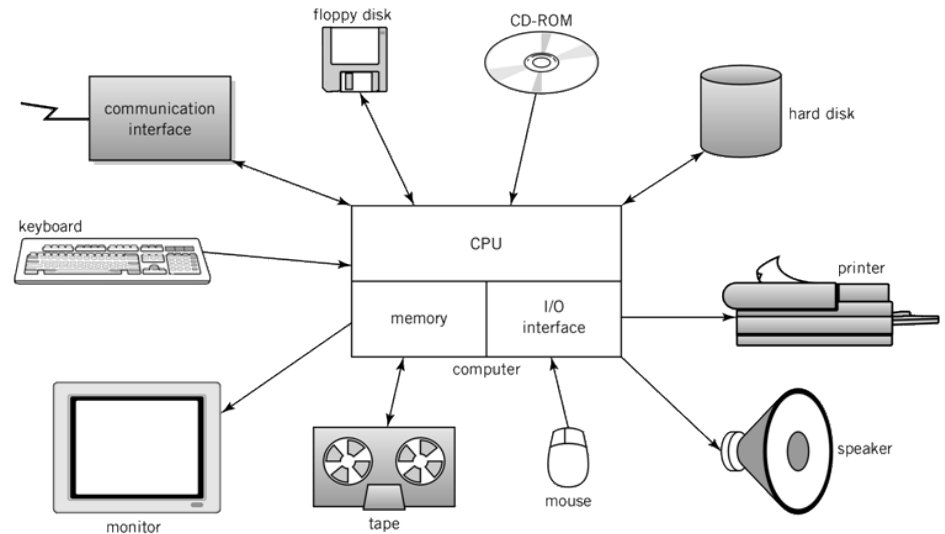 floppy disk
CD-ROM
communication
interface
hard disk
keyboard
CPU
printer
memory
I/O
interface
computer
speaker
mouse
tape
monitor